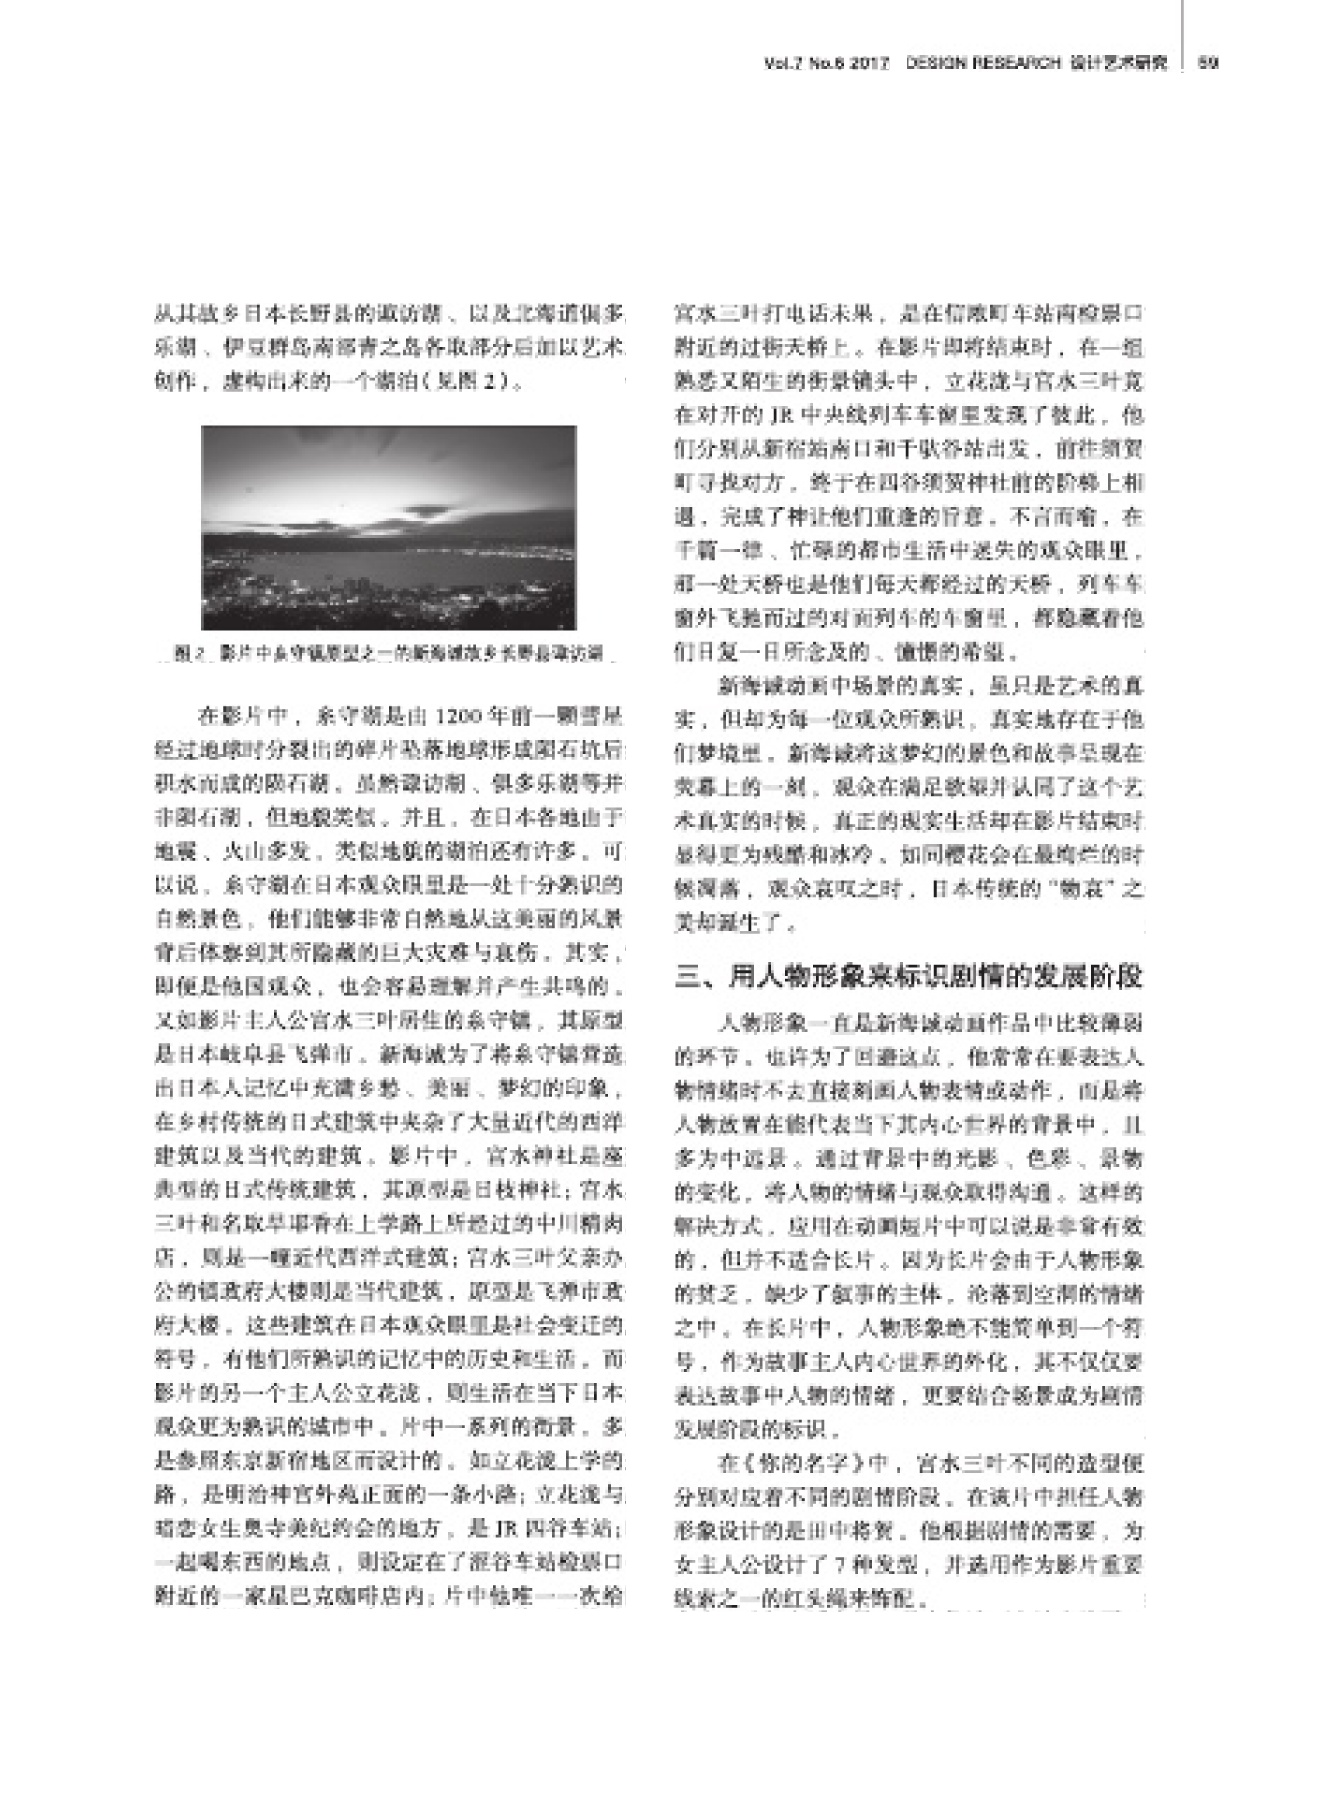 Vol.7 No.6 2017 DESIGN RESEARCH 设计艺术研究 59
从其故乡日本长野县的诹访湖、以及北海道俱多
乐湖、伊豆群岛南部青之岛各取部分后加以艺术
创作，虚构出来的一个湖泊(见图2)。
图2 影片中糸守镇原型之一的新海诚故乡长野县诹访湖
在影片中，糸守湖是由1200年前一颗彗星
经过地球时分裂出的碎片坠落地球形成陨石坑后
积水而成的陨石湖。虽然诹访湖、俱多乐湖等并
非陨石湖，但地貌类似。并且，在日本各地由于
地震、火山多发，类似地貌的湖泊还有许多。可
以说，糸守湖在日本观众眼里是一处十分熟识的
自然景色，他们能够非常自然地从这美丽的风景
背后体察到其所隐藏的巨大灾难与哀伤。其实，
即便是他国观众，也会容易理解并产生共鸣的。
又如影片主人公宫水三叶居住的糸守镇，其原型
是日本岐阜县飞弹市。新海诚为了将糸守镇营造
出日本人记忆中充满乡愁、美丽、梦幻的印象，
在乡村传统的日式建筑中夹杂了大量近代的西洋
建筑以及当代的建筑。影片中，宫水神社是座
典型的日式传统建筑，其原型是日枝神社；宫水
三叶和名取早耶香在上学路上所经过的中川精肉
店，则是一幢近代西洋式建筑；宫水三叶父亲办
公的镇政府大楼则是当代建筑，原型是飞弹市政
府大楼。这些建筑在日本观众眼里是社会变迁的
符号，有他们所熟识的记忆中的历史和生活。而
影片的另一个主人公立花泷，则生活在当下日本
观众更为熟识的城市中。片中一系列的街景，多
是参照东京新宿地区而设计的。如立花泷上学的
路，是明治神宫外苑正面的一条小路；立花泷与
暗恋女生奥寺美纪约会的地方，是JR四谷车站；
一起喝东西的地点，则设定在了涩谷车站检票口
附近的一家星巴克咖啡店内；片中他唯一一次给
宫水三叶打电话未果，是在信浓町车站南检票口
附近的过街天桥上。在影片即将结束时，在一组
熟悉又陌生的街景镜头中，立花泷与宫水三叶竟
在对开的JR中央线列车车窗里发现了彼此，他
们分别从新宿站南口和千驮谷站出发，前往须贺
町寻找对方，终于在四谷须贺神社前的阶梯上相
遇，完成了神让他们重逢的旨意。不言而喻，在
千篇一律、忙碌的都市生活中迷失的观众眼里，
那一处天桥也是他们每天都经过的天桥，列车车
窗外飞驰而过的对面列车的车窗里，都隐藏着他
们日复一日所念及的、憧憬的希望。
新海诚动画中场景的真实，虽只是艺术的真
实，但却为每一位观众所熟识，真实地存在于他
们梦境里。新海诚将这梦幻的景色和故事呈现在
荧幕上的一刻，观众在满足欲望并认同了这个艺
术真实的时候，真正的现实生活却在影片结束时
显得更为残酷和冰冷。如同樱花会在最绚烂的时
候凋落，观众哀叹之时，日本传统的“物哀”之
美却诞生了。
三、用人物形象来标识剧情的发展阶段
人物形象一直是新海诚动画作品中比较薄弱
的环节。也许为了回避这点，他常常在要表达人
物情绪时不去直接刻画人物表情或动作，而是将
人物放置在能代表当下其内心世界的背景中，且
多为中远景。通过背景中的光影、色彩、景物
的变化，将人物的情绪与观众取得沟通。这样的
解决方式，应用在动画短片中可以说是非常有效
的，但并不适合长片。因为长片会由于人物形象
的贫乏，缺少了叙事的主体，沦落到空洞的情绪
之中。在长片中，人物形象绝不能简单到一个符
号，作为故事主人内心世界的外化，其不仅仅要
表达故事中人物的情绪，更要结合场景成为剧情
发展阶段的标识。
在《你的名字》中，宫水三叶不同的造型便
分别对应着不同的剧情阶段。在该片中担任人物
形象设计的是田中将贺。他根据剧情的需要，为
女主人公设计了7种发型，并选用作为影片重要
线索之一的红头绳来饰配。